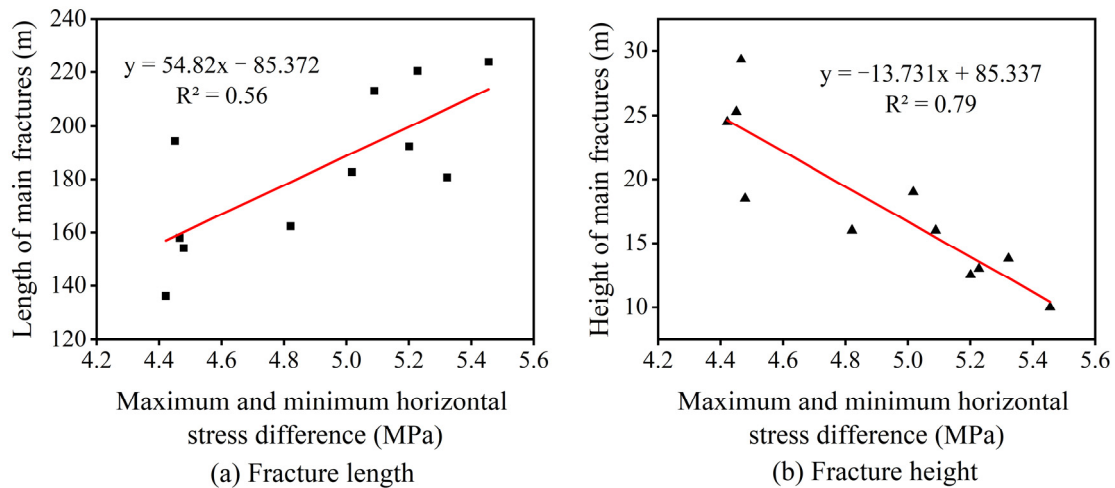 240
220
200
180
160
140
120
Length of main fractures (m)
y = 54.82x − 85.372
R² = 0.56
4.2 4.4 4.6 4.8 5.0 5.2 5.4 5.6
Maximum and minimum horizontal
stress difference (MPa)
(a) Fracture length
30
25
20
15
10
Height of main fractures (m)
y = −13.731x + 85.337
R² = 0.79
4.2 4.4 4.6 4.8 5.0 5.2 5.4 5.6
Maximum and minimum horizontal
stress difference (MPa)
(b) Fracture height